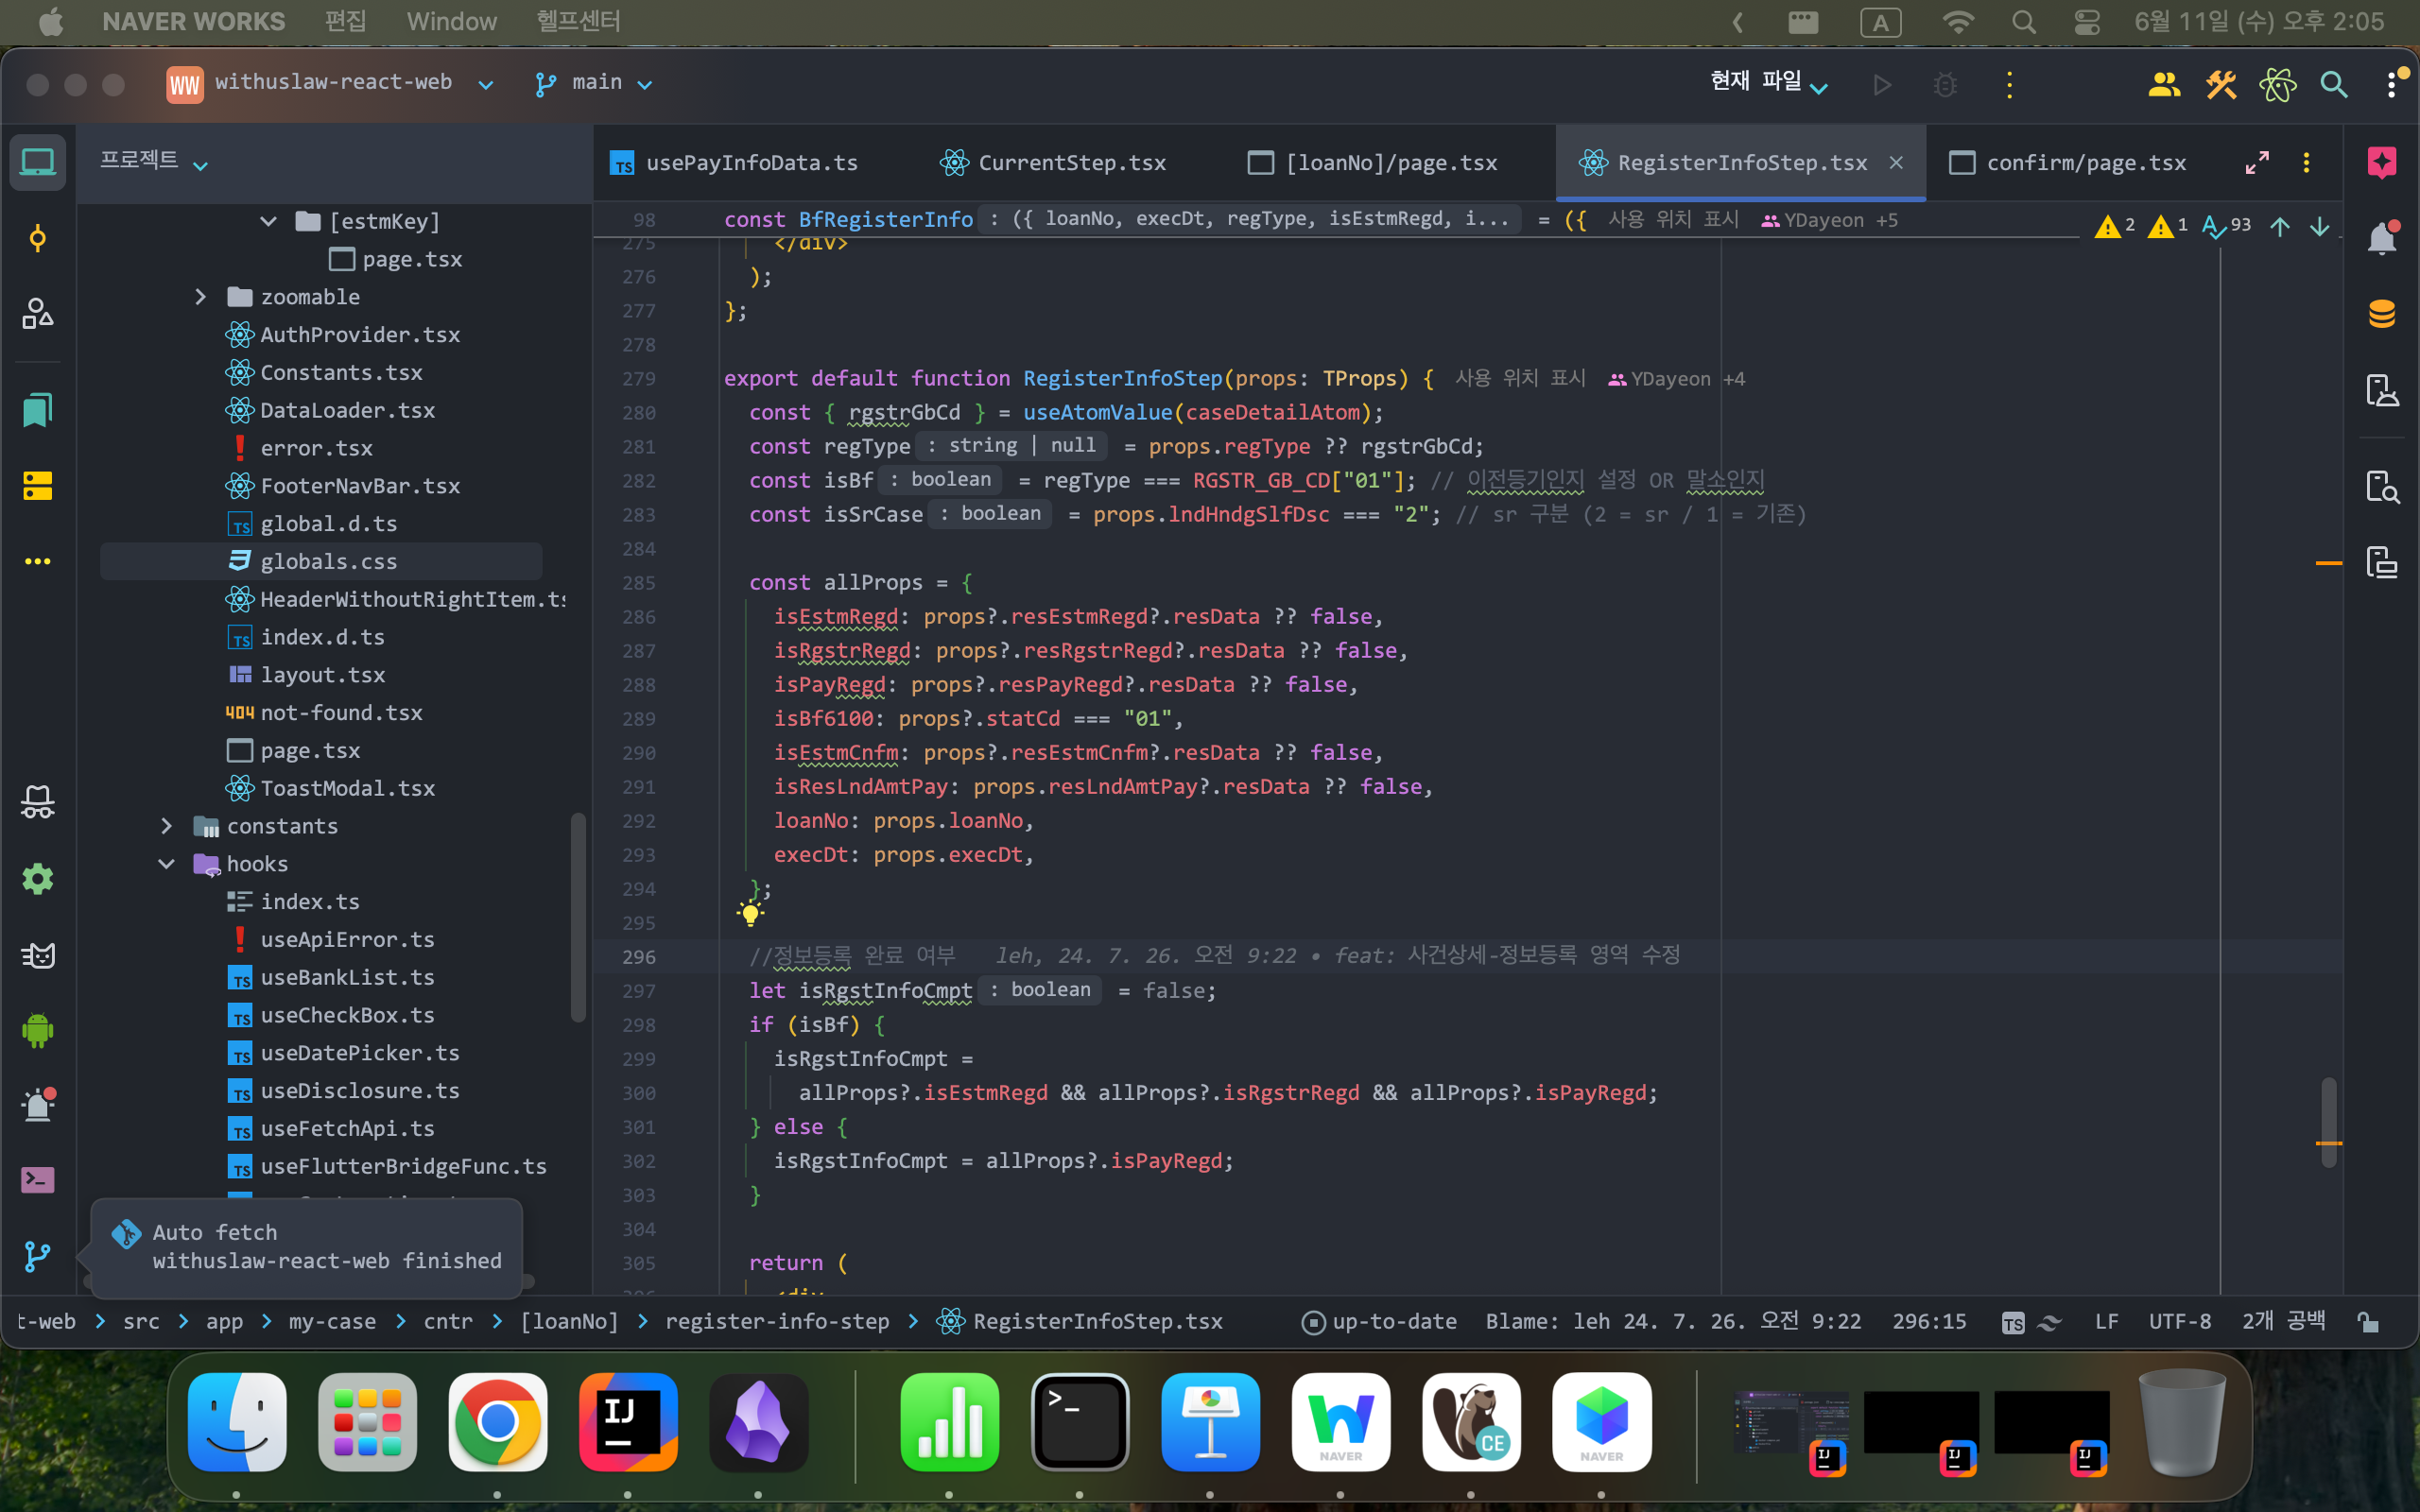 NAVER WORKS 편집 Window 헬프센터 A 6월 11일 (수) 오후 2:05
WW withuslaw-react-web main 현재 파일
프로젝트
[estmKey]
page.tsx
zoomable
AuthProvider.tsx
Constants.tsx
DataLoader.tsx
error.tsx
FooterNavBar.tsx
global.d.ts
globals.css
HeaderWithoutRightItem.ts
index.d.ts
layout.tsx
404 not-found.tsx
page.tsx
ToastModal.tsx
constants
hooks
index.ts
useApiError.ts
useBankList.ts
useCheckBox.ts
useDatePicker.ts
useDisclosure.ts
useFetchApi.ts
useFlutterBridgeFunc.ts
Auto fetch
withuslaw-react-web finished
usePayInfoData.ts CurrentStep.tsx [loanNo]/page.tsx RegisterInfoStep.tsx confirm/page.tsx
98 const BfRegisterInfo : ({ loanNo, execDt, regType, isEstmRegd, i... = ({ 사용 위치 표시 YDayeon +5 2 1 93
275 </div>
276 );
277 };
278
279 export default function RegisterInfoStep(props: TProps) { 사용 위치 표시 YDayeon +4
280 const { rgstrGbCd } = useAtomValue(caseDetailAtom);
281 const regType : string | null = props.regType ?? rgstrGbCd;
282 const isBf : boolean = regType === RGSTR_GB_CD["01"]; // 이전등기인지 설정 OR 말소인지
283 const isSrCase : boolean = props.lndHndgSlfDsc === "2"; // sr 구분 (2 = sr / 1 = 기존)
284
285 const allProps = {
286 isEstmRegd: props?.resEstmRegd?.resData ?? false,
287 isRgstrRegd: props?.resRgstrRegd?.resData ?? false,
288 isPayRegd: props?.resPayRegd?.resData ?? false,
289 isBf6100: props?.statCd === "01",
290 isEstmCnfm: props?.resEstmCnfm?.resData ?? false,
291 isResLndAmtPay: props.resLndAmtPay?.resData ?? false,
292 loanNo: props.loanNo,
293 execDt: props.execDt,
294 };
295
296 //정보등록 완료 여부 leh, 24. 7. 26. 오전 9:22 • feat: 사건상세-정보등록 영역 수정
297 let isRgstInfoCmpt : boolean = false;
298 if (isBf) {
299 isRgstInfoCmpt =
300 allProps?.isEstmRegd && allProps?.isRgstrRegd && allProps?.isPayRegd;
301 } else {
302 isRgstInfoCmpt = allProps?.isPayRegd;
303 }
304
305 return (
306 <div
t-web > src > app > my-case > cntr > [loanNo] > register-info-step > RegisterInfoStep.tsx up-to-date Blame: leh 24. 7. 26. 오전 9:22 296:15 TS LF UTF-8 2개 공백
IJ >_ NAVER CE NAVER IJ IJ IJ